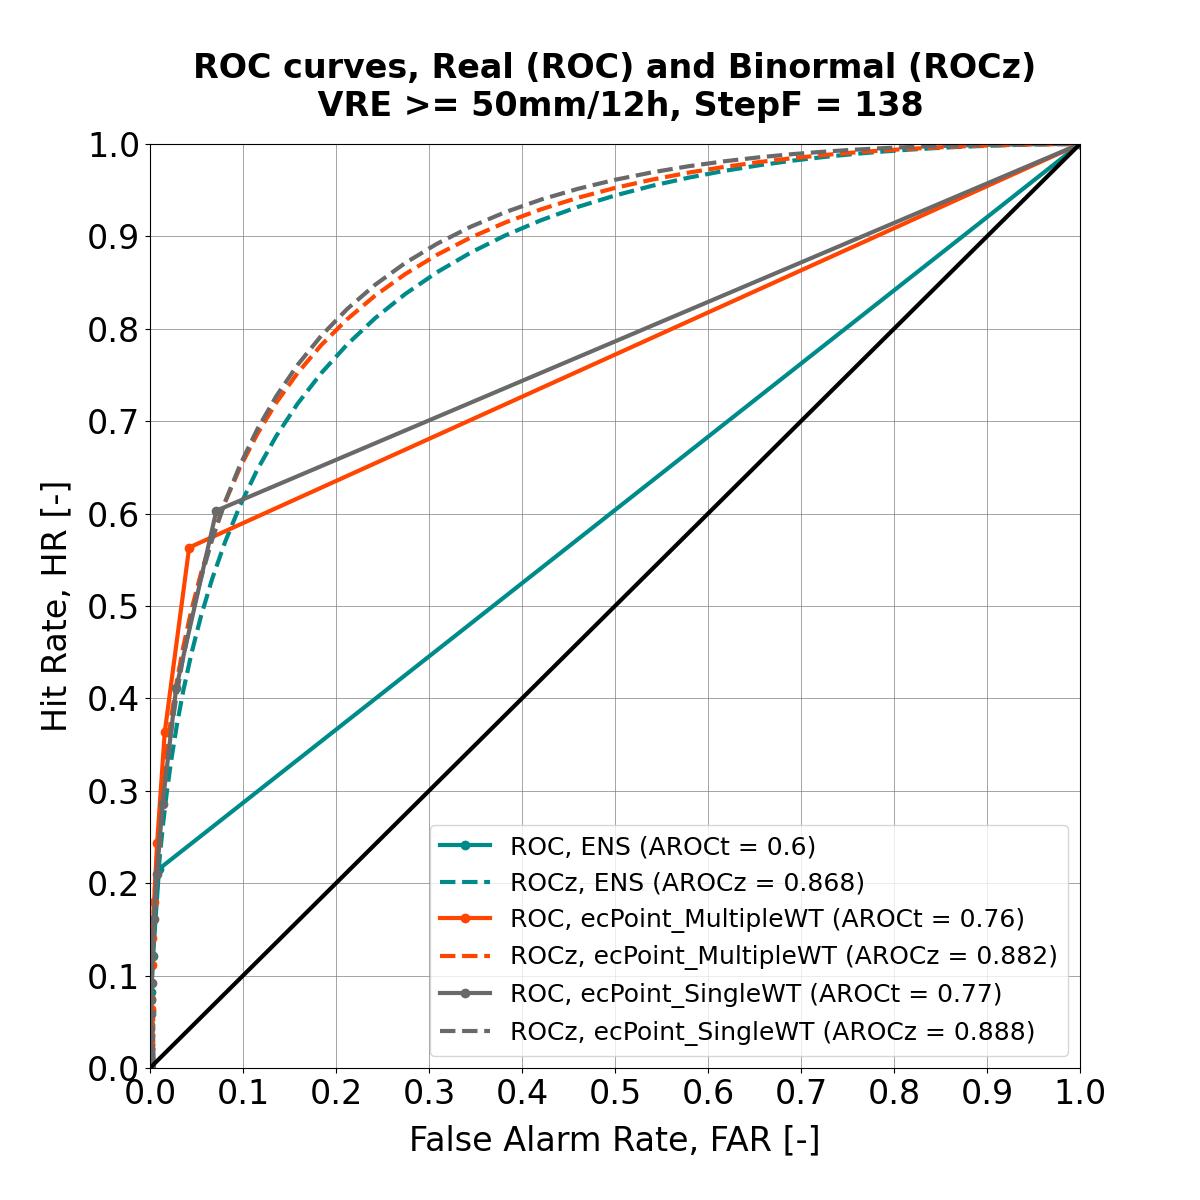 ROC curves, Real (ROC) and Binormal (ROCz)
VRE >= 50mm/12h, StepF = 138
1.0
0.9
0.8
0.7
0.6
0.5
0.4
0.3
0.2
0.1
0.0
Hit Rate, HR [-]
ROC, ENS (AROCt = 0.6)
ROCz, ENS (AROCz = 0.868)
ROC, ecPoint_MultipleWT (AROCt = 0.76)
ROCz, ecPoint_MultipleWT (AROCz = 0.882)
ROC, ecPoint_SingleWT (AROCt = 0.77)
ROCz, ecPoint_SingleWT (AROCz = 0.888)
0.0 0.1 0.2 0.3 0.4 0.5 0.6 0.7 0.8 0.9 1.0
False Alarm Rate, FAR [-]